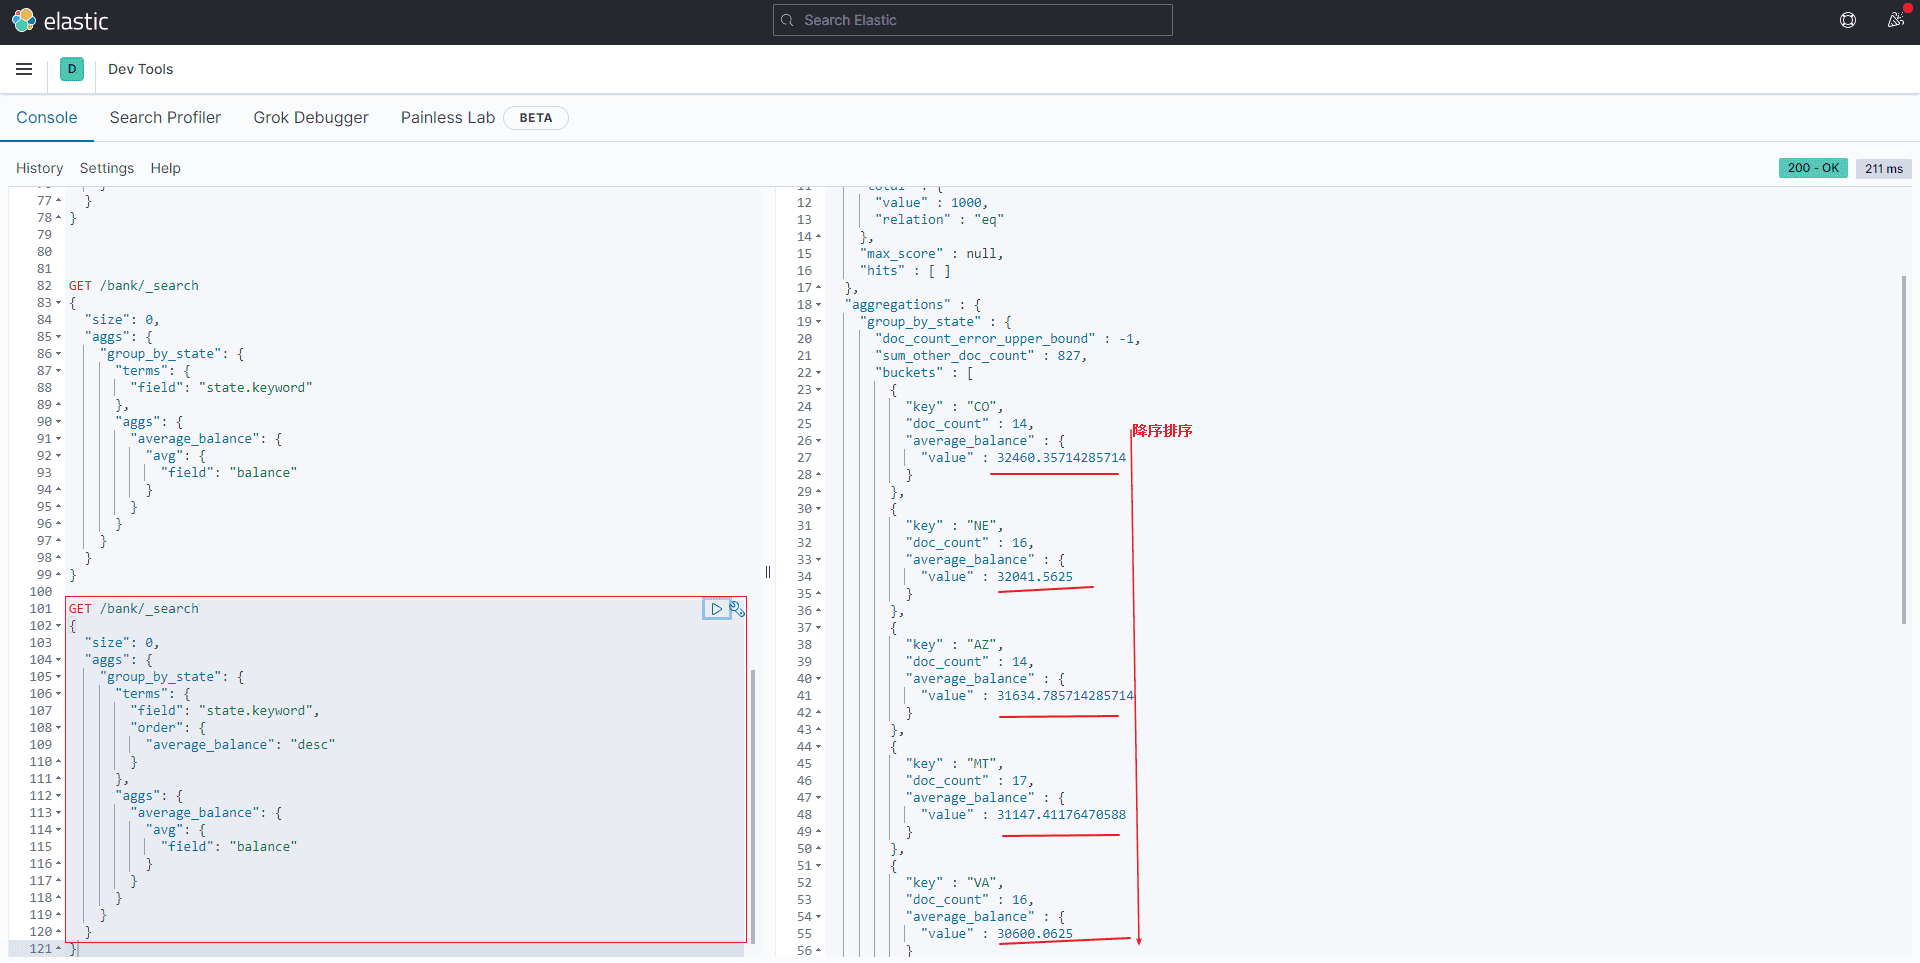 elastic
Search Elastic
D
Dev Tools
Console
Search Profiler
Grok Debugger
Painless Lab
BETA
History
Settings
Help
200 - OK
211 ms
77 }
78 }
79
80
81
82 GET /bank/_search
83 {
84 "size": 0,
85 "aggs": {
86 "group_by_state": {
87 "terms": {
88 "field": "state.keyword"
89 },
90 "aggs": {
91 "average_balance": {
92 "avg": {
93 "field": "balance"
94 }
95 }
96 }
97 }
98 }
99 }
100
101 GET /bank/_search
102 {
103 "size": 0,
104 "aggs": {
105 "group_by_state": {
106 "terms": {
107 "field": "state.keyword",
108 "order": {
109 "average_balance": "desc"
110 }
111 },
112 "aggs": {
113 "average_balance": {
114 "avg": {
115 "field": "balance"
116 }
117 }
118 }
119 }
120 }
121 }
11 "total" : {
12 "value" : 1000,
13 "relation" : "eq"
14 },
15 "max_score" : null,
16 "hits" : [ ]
17 },
18 "aggregations" : {
19 "group_by_state" : {
20 "doc_count_error_upper_bound" : -1,
21 "sum_other_doc_count" : 827,
22 "buckets" : [
23 {
24 "key" : "CO",
25 "doc_count" : 14,
26 "average_balance" : {
27 "value" : 32460.35714285714
28 }
29 },
30 {
31 "key" : "NE",
32 "doc_count" : 16,
33 "average_balance" : {
34 "value" : 32041.5625
35 }
36 },
37 {
38 "key" : "AZ",
39 "doc_count" : 14,
40 "average_balance" : {
41 "value" : 31634.785714285714
42 }
43 },
44 {
45 "key" : "MT",
46 "doc_count" : 17,
47 "average_balance" : {
48 "value" : 31147.41176470588
49 }
50 },
51 {
52 "key" : "VA",
53 "doc_count" : 16,
54 "average_balance" : {
55 "value" : 30600.0625
56 }
降序排序